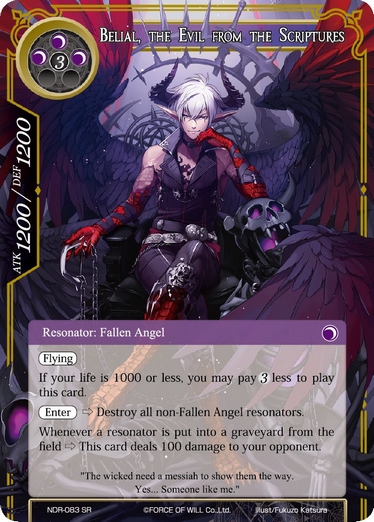 Belial, the Evil from the Scriptures
3
ATK 1200 / DEF 1200
Resonator: Fallen Angel
Flying
If your life is 1000 or less, you may pay 3 less to play
this card.
Enter ⇨ Destroy all non-Fallen Angel resonators.
Whenever a resonator is put into a graveyard from the
field ⇨ This card deals 100 damage to your opponent.
"The wicked need a messiah to show them the way.
Yes... Someone like me."
NDR-083 SR ©FORCE OF WILL Co.,Ltd. Illust/Fukuzo Katsura